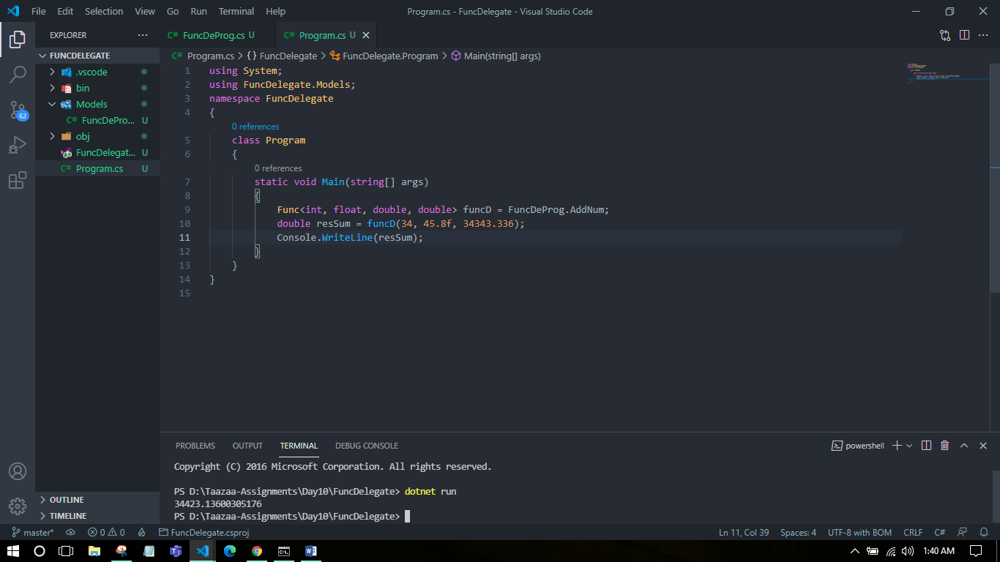 File Edit Selection View Go Run Terminal Help Program.cs - FuncDelegate - Visual Studio Code
EXPLORER ··· C# FuncDeProg.cs U C# Program.cs U
FUNCDELEGATE C# Program.cs > {} FuncDelegate > FuncDelegate.Program > Main(string[] args)
.vscode
bin
Models
C# FuncDePro... U
obj
FuncDelegat... U
C# Program.cs U
62
1 using System;
2 using FuncDelegate.Models;
3 namespace FuncDelegate
4 {
0 references
5 class Program
6 {
0 references
7 static void Main(string[] args)
8 {
9 Func<int, float, double, double> funcD = FuncDeProg.AddNum;
10 double resSum = funcD(34, 45.8f, 34343.336);
11 Console.WriteLine(resSum);
12 }
13 }
14 }
15
OUTLINE
TIMELINE
PROBLEMS OUTPUT TERMINAL DEBUG CONSOLE powershell
Copyright (C) 2016 Microsoft Corporation. All rights reserved.
PS D:\Taazaa-Assignments\Day10\FuncDelegate> dotnet run
34423.13600305176
PS D:\Taazaa-Assignments\Day10\FuncDelegate>
master* 0 0 FuncDelegate.csproj Ln 11, Col 39 Spaces: 4 UTF-8 with BOM CRLF C#
1:40 AM